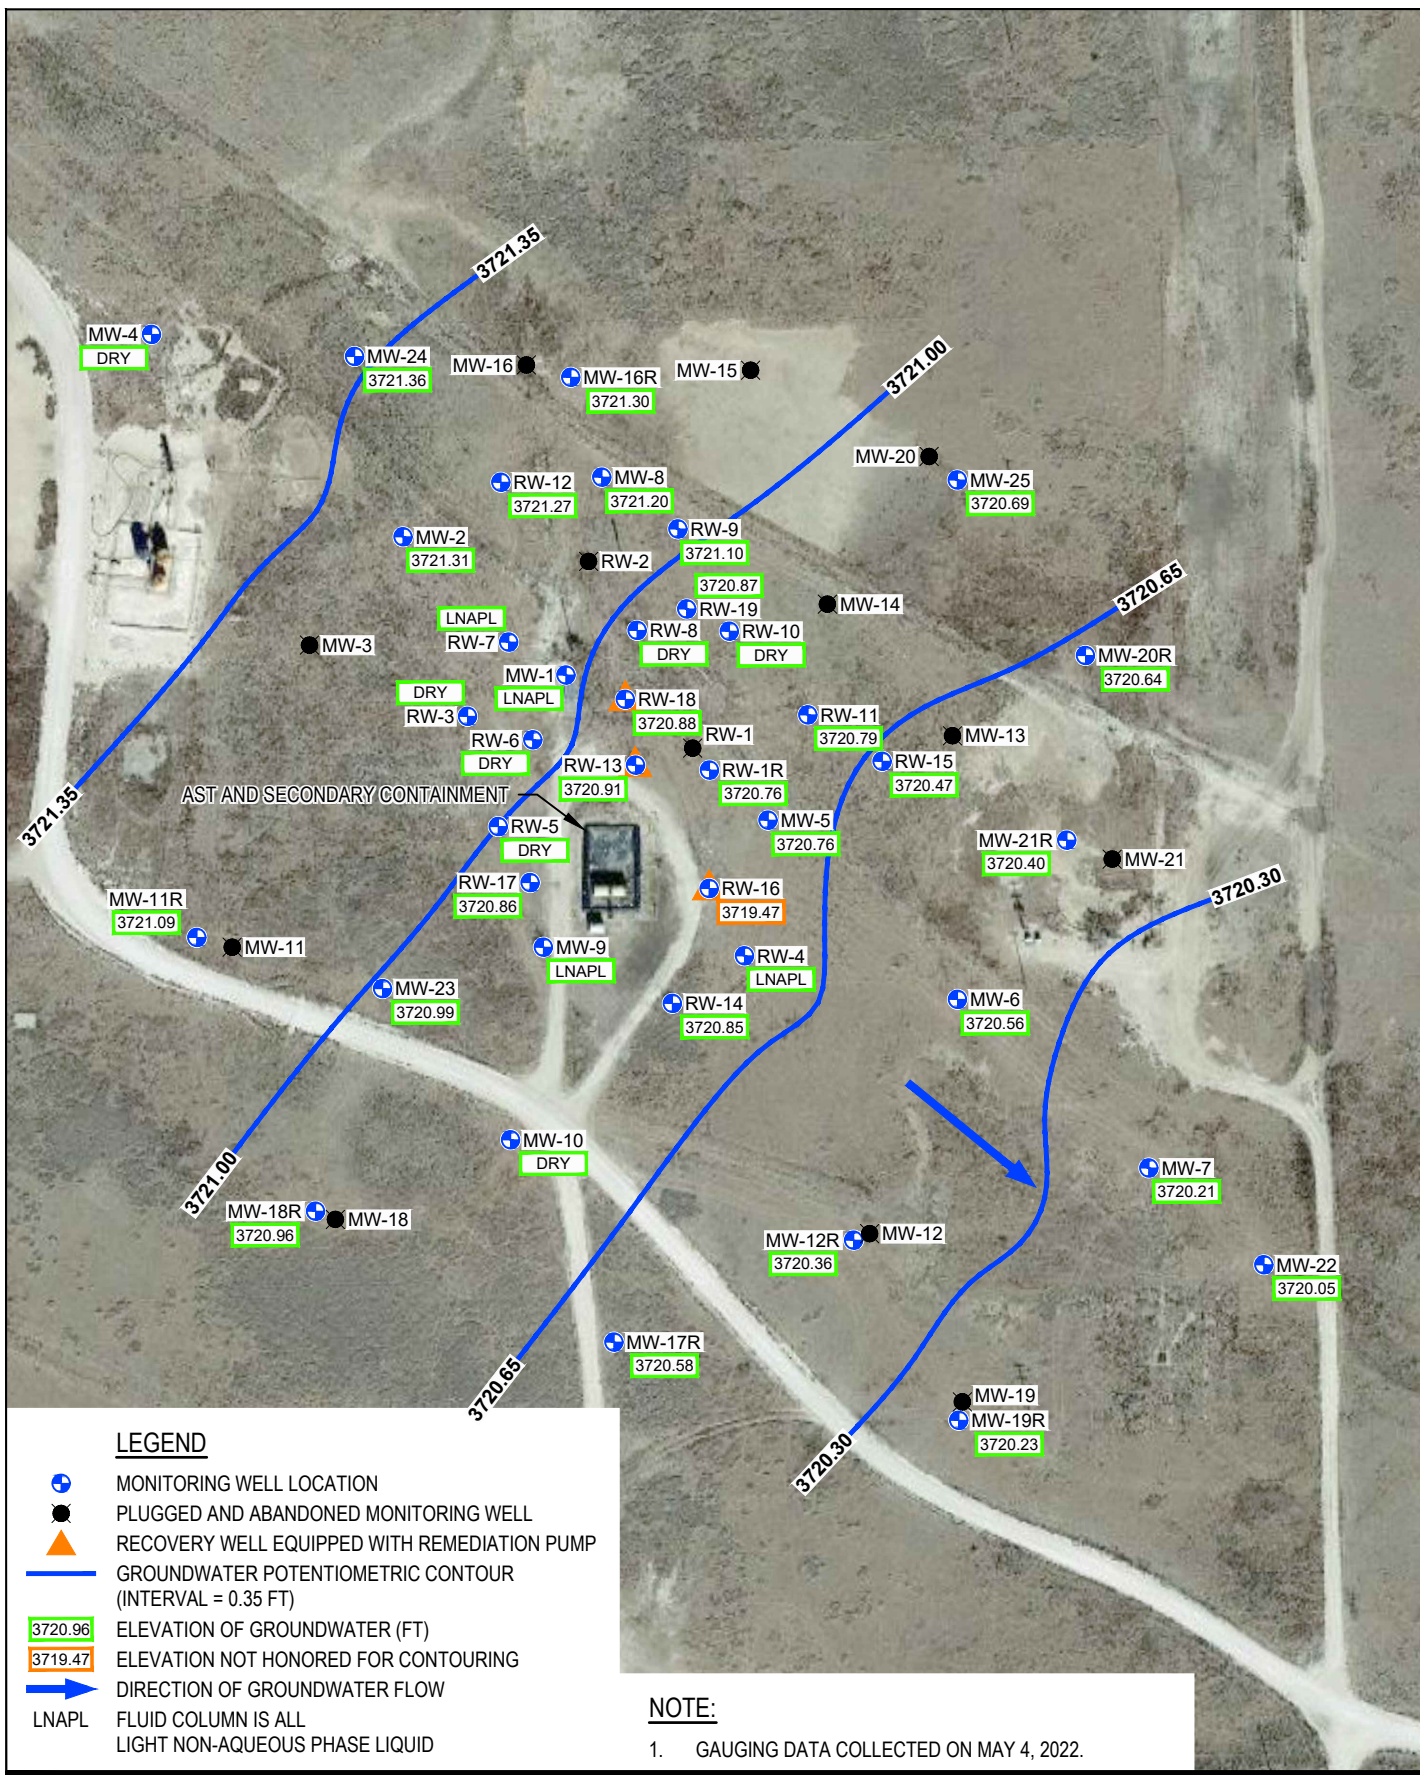 3721.35
MW-4
DRY
MW-24
3721.36
MW-16
MW-16R
3721.30
MW-15
3721.00
MW-20
MW-25
3720.69
RW-12
3721.27
MW-8
3721.20
RW-9
3721.10
MW-2
3721.31
RW-2
3720.87
RW-19
MW-14
3720.65
LNAPL
RW-7
RW-8
DRY
RW-10
DRY
MW-3
MW-20R
3720.64
MW-1
LNAPL
DRY
RW-3
RW-18
3720.88
RW-11
3720.79
RW-6
DRY
RW-1
MW-13
RW-13
3720.91
RW-1R
3720.76
RW-15
3720.47
AST AND SECONDARY CONTAINMENT
3721.35
RW-5
DRY
MW-5
3720.76
MW-21R
3720.40
MW-21
RW-17
3720.86
RW-16
3719.47
3720.30
MW-11R
3721.09
MW-11
MW-9
LNAPL
RW-4
LNAPL
MW-23
3720.99
RW-14
3720.85
MW-6
3720.56
MW-10
DRY
3721.00
MW-7
3720.21
MW-18R
3720.96
MW-18
MW-12R
3720.36
MW-12
MW-22
3720.05
MW-17R
3720.58
3720.65
MW-19
MW-19R
3720.23
3720.30
LEGEND
MONITORING WELL LOCATION
PLUGGED AND ABANDONED MONITORING WELL
RECOVERY WELL EQUIPPED WITH REMEDIATION PUMP
GROUNDWATER POTENTIOMETRIC CONTOUR
(INTERVAL = 0.35 FT)
3720.96 ELEVATION OF GROUNDWATER (FT)
3719.47 ELEVATION NOT HONORED FOR CONTOURING
DIRECTION OF GROUNDWATER FLOW
LNAPL FLUID COLUMN IS ALL
LIGHT NON-AQUEOUS PHASE LIQUID
NOTE:
1. GAUGING DATA COLLECTED ON MAY 4, 2022.